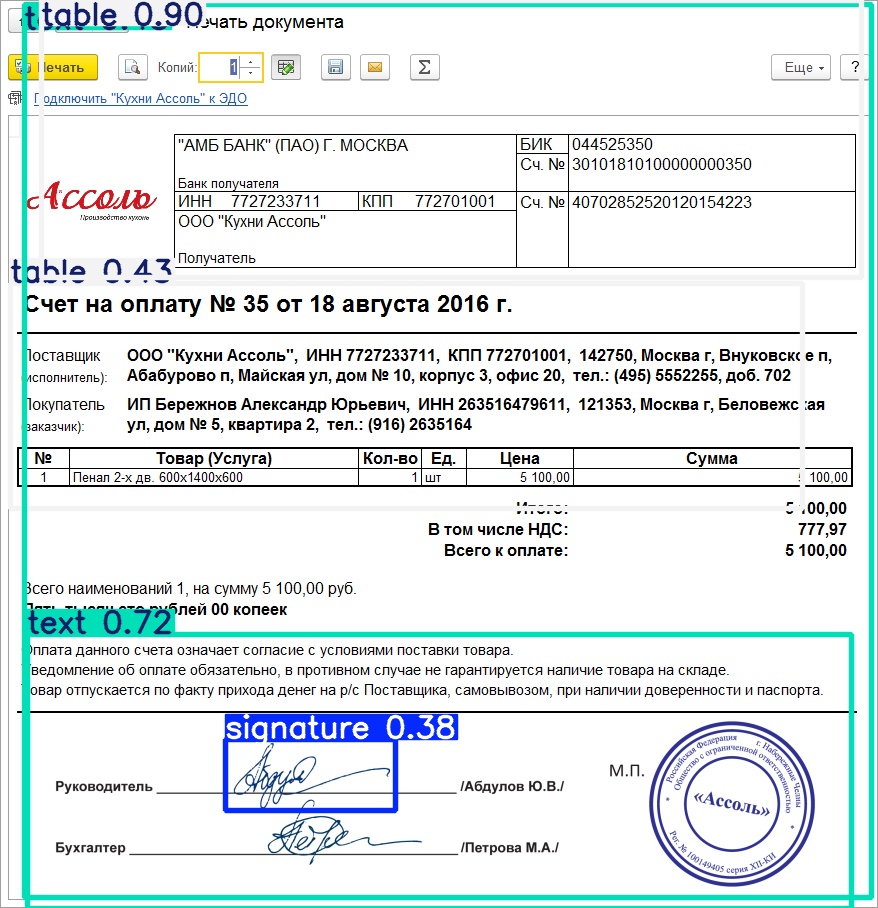 table 0.90
Печать документа
Печать
Копий: 1
Еще
?
Подключить "Кухни Ассоль" к ЭДО
"АМБ БАНК" (ПАО) Г. МОСКВА
БИК 044525350
Сч. № 30101810100000000350
Банк получателя
Ассоль
Производство кухонь
ИНН 7727233711 КПП 772701001 Сч. № 40702852520120154223
ООО "Кухни Ассоль"
Получатель
table 0.43
Счет на оплату № 35 от 18 августа 2016 г.
Поставщик ООО "Кухни Ассоль", ИНН 7727233711, КПП 772701001, 142750, Москва г, Внуковское п,
(исполнитель): Абабурово п, Майская ул, дом № 10, корпус 3, офис 20, тел.: (495) 5552255, доб. 702
Покупатель ИП Бережнов Александр Юрьевич, ИНН 263516479611, 121353, Москва г, Беловежская
(заказчик): ул, дом № 5, квартира 2, тел.: (916) 2635164
№ Товар (Услуга) Кол-во Ед. Цена Сумма
1 Пенал 2-х дв. 600х1400х600 1 шт 5 100,00 5 100,00
Итого: 5 100,00
В том числе НДС: 777,97
Всего к оплате: 5 100,00
Всего наименований 1, на сумму 5 100,00 руб.
Пять тысяч сто рублей 00 копеек
text 0.72
Оплата данного счета означает согласие с условиями поставки товара.
Уведомление об оплате обязательно, в противном случае не гарантируется наличие товара на складе.
Товар отпускается по факту прихода денег на р/с Поставщика, самовывозом, при наличии доверенности и паспорта.
signature 0.38
Руководитель /Абдулов Ю.В./
М.П.
Бухгалтер /Петрова М.А./
Российская Федерация г. Набережные Челны
Общество с ограниченной ответственностью
«Ассоль»
Рег. № 100149405 серия ХП-КИ